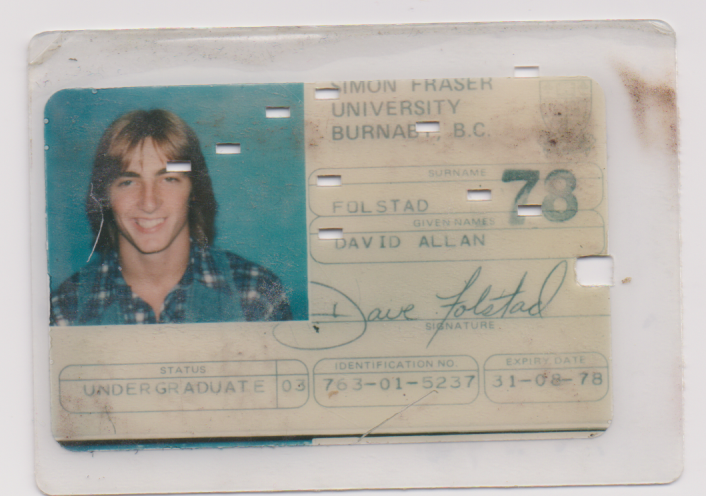 SIMON FRASER
UNIVERSITY
BURNABY, B.C.
SURNAME
78
FOLSTAD
GIVEN NAMES
DAVID ALLAN
Dave Folstad
SIGNATURE
STATUS
UNDERGRADUATE 03
IDENTIFICATION NO.
763-01-5237
EXPIRY DATE
31-08-78